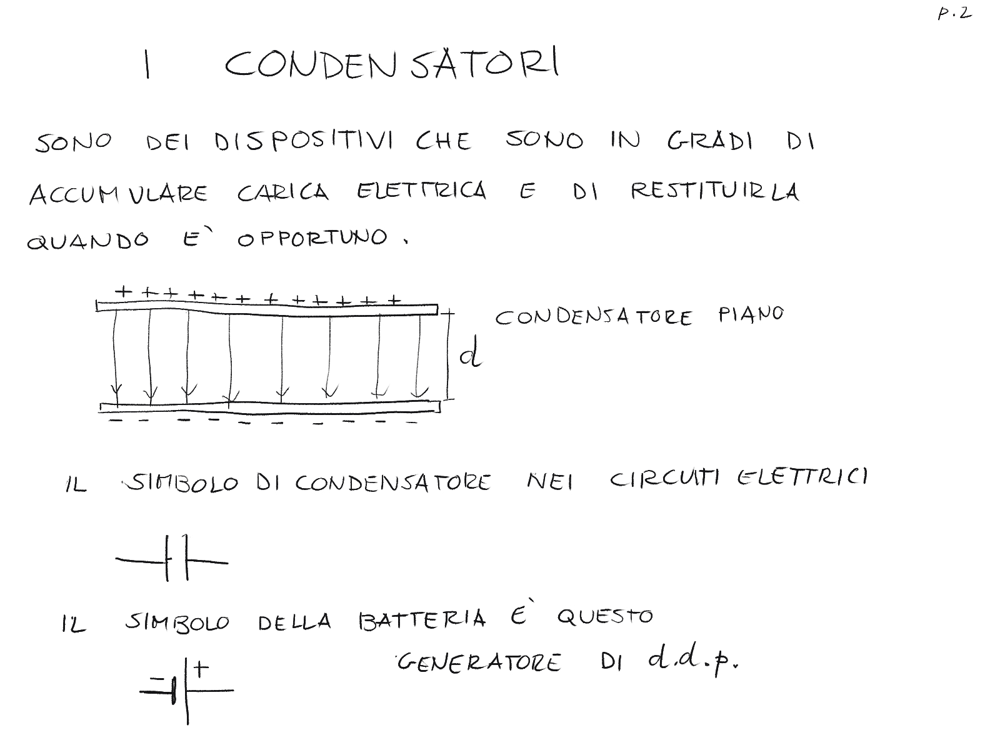 p.2
I CONDENSATORI
SONO DEI DISPOSITIVI CHE SONO IN GRADI DI
ACCUMULARE CARICA ELETTRICA E DI RESTITUIRLA
QUANDO E` OPPORTUNO.
+ + + + + + + + + + + +
CONDENSATORE PIANO
d
- - - - - - - - - -
IL SIMBOLO DI CONDENSATORE NEI CIRCUITI ELETTRICI
IL SIMBOLO DELLA BATTERIA E` QUESTO
GENERATORE DI d.d.p.
- +